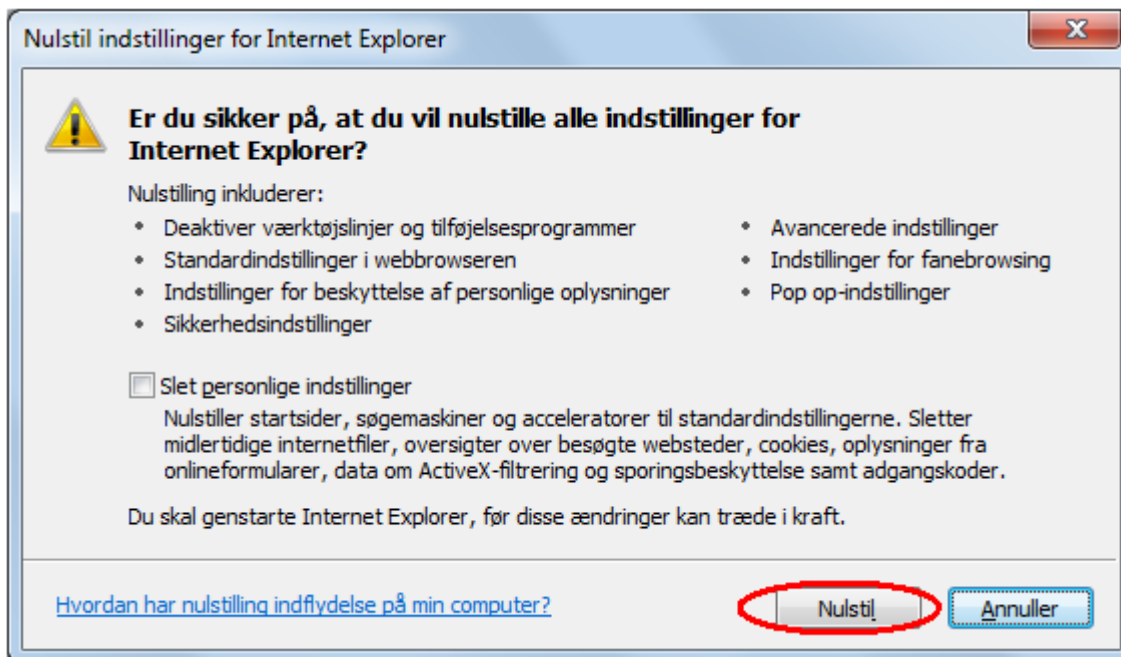 Nulstil indstillinger for Internet Explorer
Er du sikker på, at du vil nulstille alle indstillinger for
Internet Explorer?
Nulstilling inkluderer:
• Deaktiver værktøjslinjer og tilføjelsesprogrammer
• Standardindstillinger i webbrowseren
• Indstillinger for beskyttelse af personlige oplysninger
• Sikkerhedsindstillinger
• Avancerede indstillinger
• Indstillinger for fanebrowsing
• Pop op-indstillinger
Slet personlige indstillinger
Nulstiller startsider, søgemaskiner og acceleratorer til standardindstillingerne. Sletter
midlertidige internetfiler, oversigter over besøgte websteder, cookies, oplysninger fra
onlineformularer, data om ActiveX-filtrering og sporingsbeskyttelse samt adgangskoder.
Du skal genstarte Internet Explorer, før disse ændringer kan træde i kraft.
Hvordan har nulstilling indflydelse på min computer?
Nulstil
Annuller